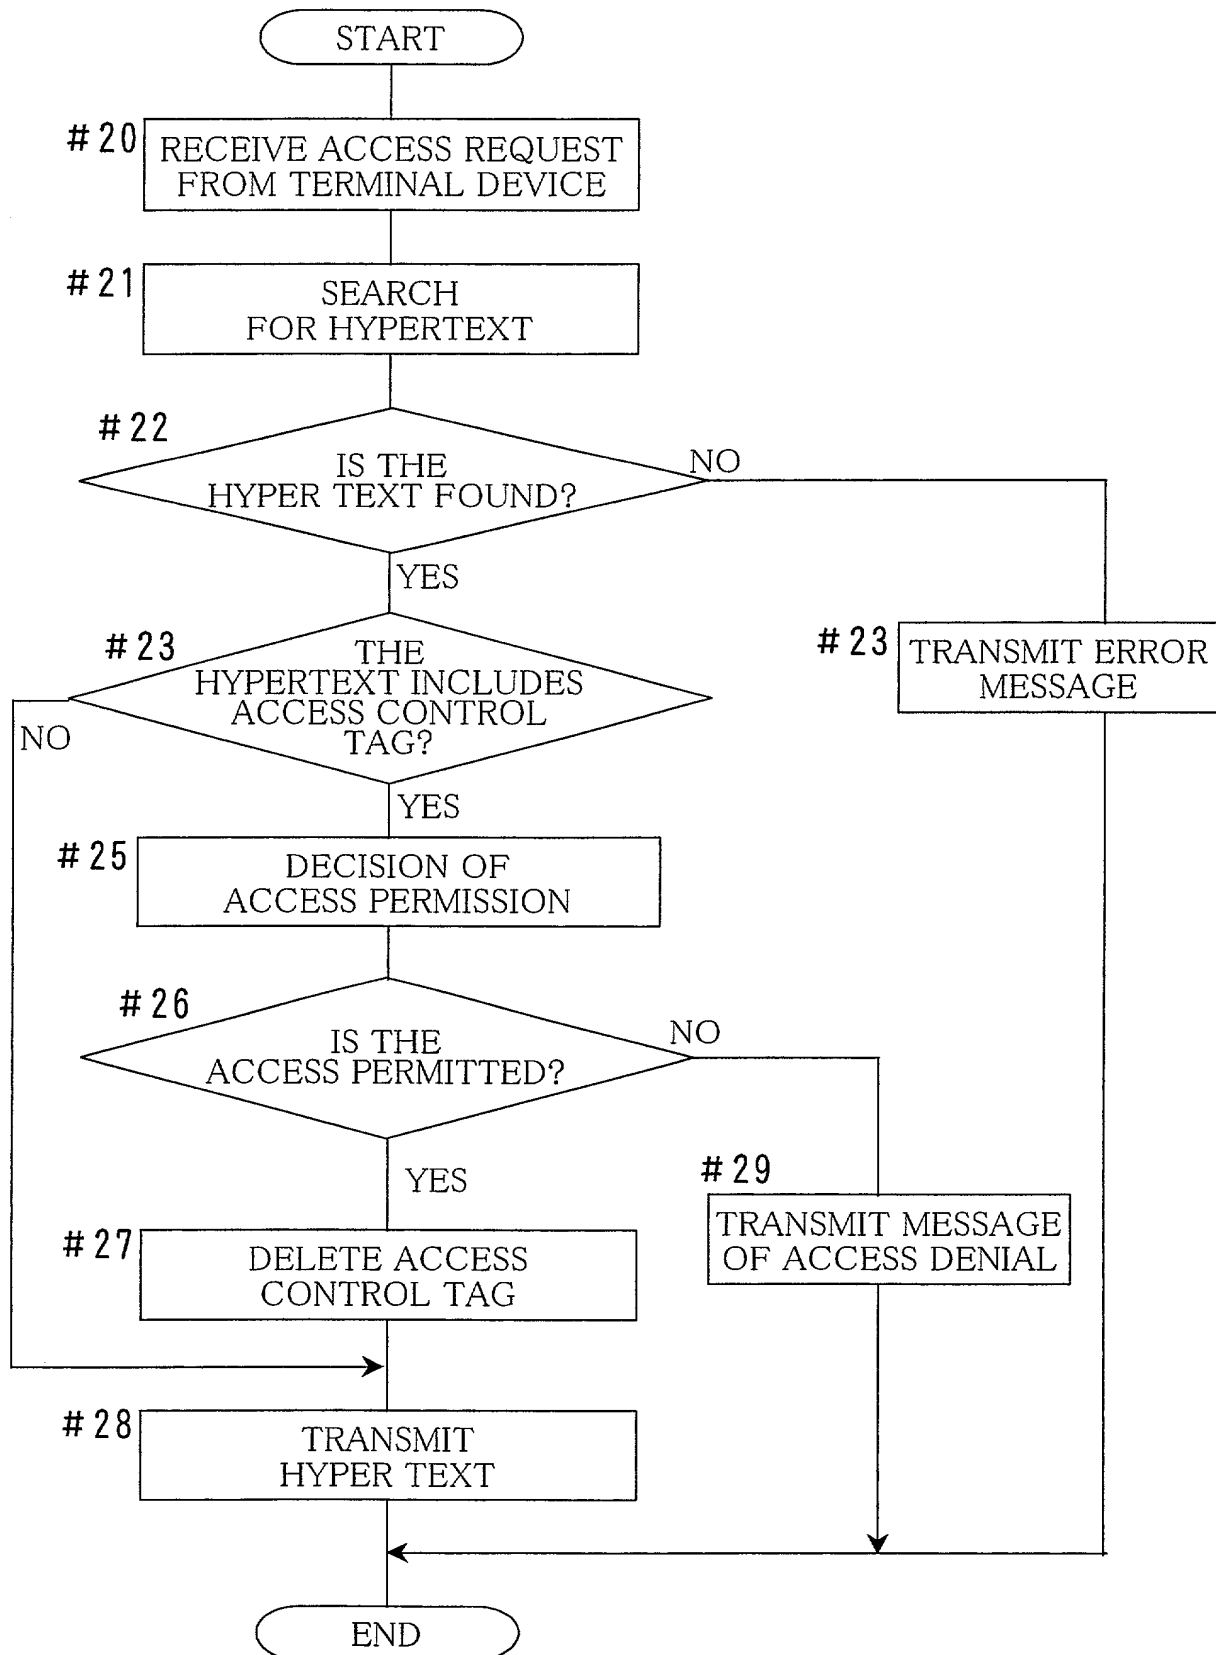 START
#20
RECEIVE ACCESS REQUEST
FROM TERMINAL DEVICE
#21
SEARCH
FOR HYPERTEXT
#22
IS THE
HYPER TEXT FOUND?
NO
YES
#23
THE
HYPERTEXT INCLUDES
ACCESS CONTROL
TAG?
NO
YES
#23
TRANSMIT ERROR
MESSAGE
#25
DECISION OF
ACCESS PERMISSION
#26
IS THE
ACCESS PERMITTED?
NO
YES
#29
TRANSMIT MESSAGE
OF ACCESS DENIAL
#27
DELETE ACCESS
CONTROL TAG
#28
TRANSMIT
HYPER TEXT
END